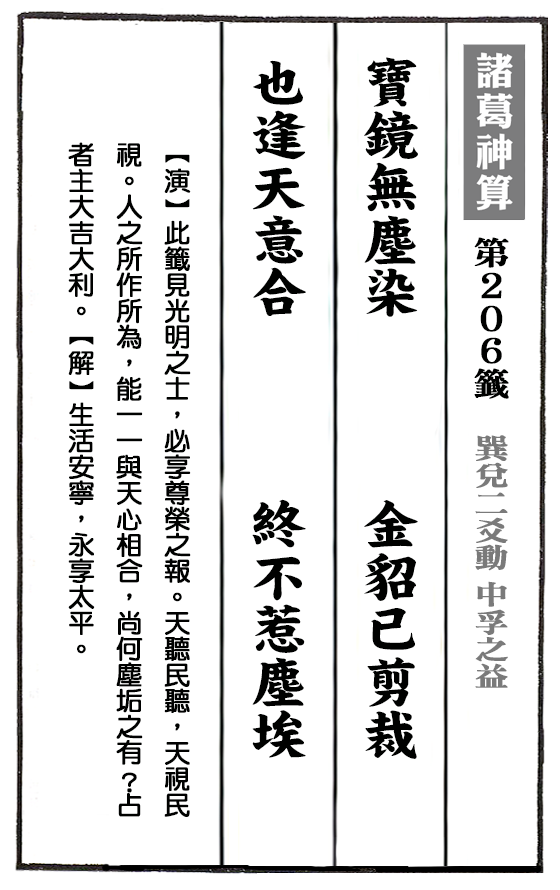 諸葛神算 第206籤 巽兌二爻動 中孚之益
寶鏡無塵染 金貂已剪裁
也逢天意合 終不惹塵埃
【演】此籤見光明之士，必享尊榮之報。天聽民聽，天視民
視。人之所作所為，能一一與天心相合，尚何塵垢之有？占
者主大吉大利。【解】生活安寧，永享太平。